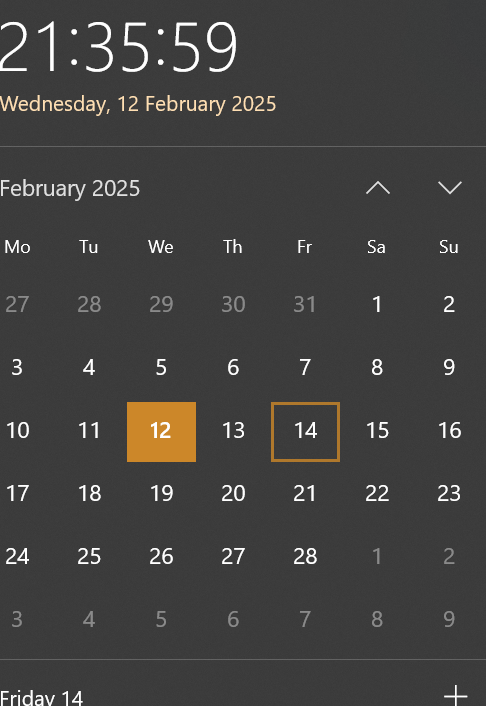 21:35:59
Wednesday, 12 February 2025
February 2025
Mo Tu We Th Fr Sa Su
27 28 29 30 31 1 2
3 4 5 6 7 8 9
10 11 12 13 14 15 16
17 18 19 20 21 22 23
24 25 26 27 28 1 2
3 4 5 6 7 8 9
Friday 14